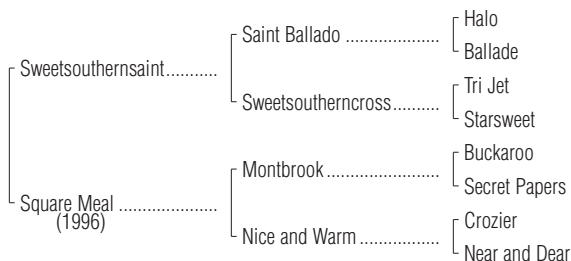 Halo
Saint Ballado ....................
Ballade
Sweetsouthernsaint...........
Tri Jet
Sweetsoutherncross..........
Starsweet
Buckaroo
Montbrook........................
Secret Papers
Square Meal .....................
(1996)
Crozier
Nice and Warm .................
Near and Dear